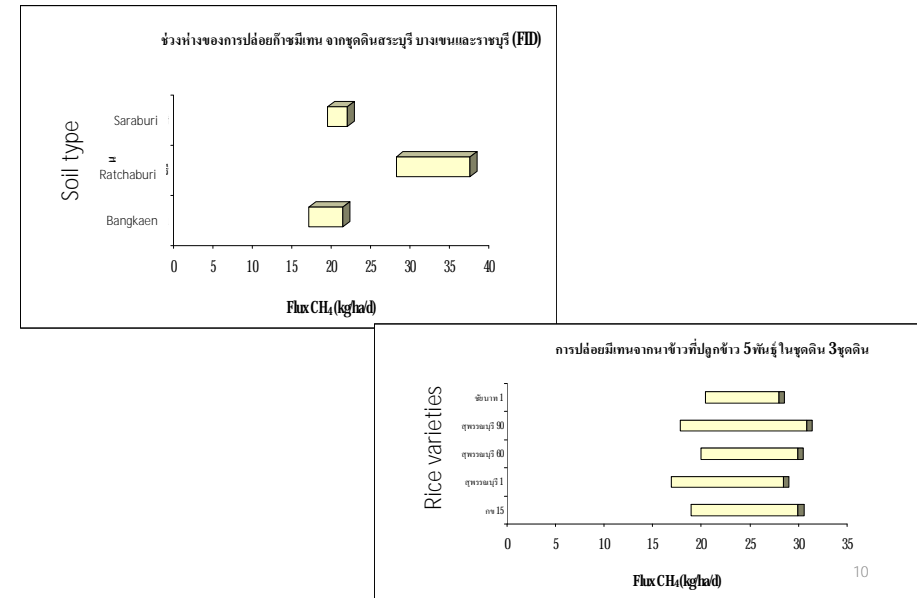 ช่วงห่างของการปล่อยก๊าซมีเทน จากชุดดินสระบุรี บางเขนและราชบุรี (FID)
Soil type
Saraburi
Ratchaburi
Bangkaen
0 5 10 15 20 25 30 35 40
Flux CH₄ (kg/ha/d)
การปล่อยมีเทนจากนาข้าวที่ปลูกข้าว 5พันธุ์ ในชุดดิน 3ชุดดิน
Rice varieties
ชัยนาท 1
สุพรรณบุรี 90
สุพรรณบุรี 60
สุพรรณบุรี 1
กข 15
0 5 10 15 20 25 30 35
Flux CH₄(kg/ha/d)
10